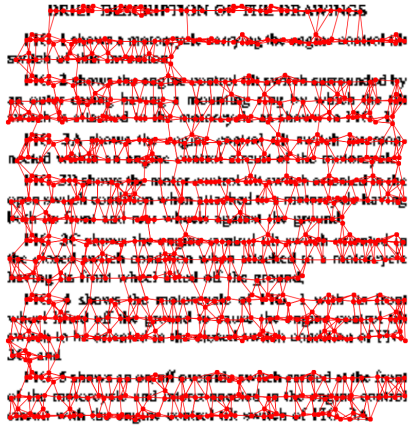 BRIEF DESCRIPTION OF THE DRAWINGS
FIG. 1 shows a motorcycle carrying the engine control tilt
switch of this invention.
FIG. 2 shows the engine control tilt switch surrounded by
an outer casing having a mounting ring by which the tilt
switch is attached to the motorcycle as shown in FIG. 1.
FIG. 3A shows the engine control tilt switch intercon-
nected within an engine control circuit of the motorcycle.
FIG. 3B shows the motor control tilt switch oriented in the
open switch condition when attached to a motorcycle having
both its front and rear wheels against the ground.
FIG. 3C shows the engine control tilt switch oriented in
the closed switch condition when attached to a motorcycle
having its front wheel lifted off the ground.
FIG. 4 shows the motorcycle of FIG. 1 with its front
wheel lifted off the ground to cause the engine control tilt
switch to be oriented in the closed switch condition of FIG.
3C; and
FIG. shows an on/off override switch carried at the front
of the motorcycle and interconnected in the engine control
circuit with the engine control tilt switch of FIG. 3A.